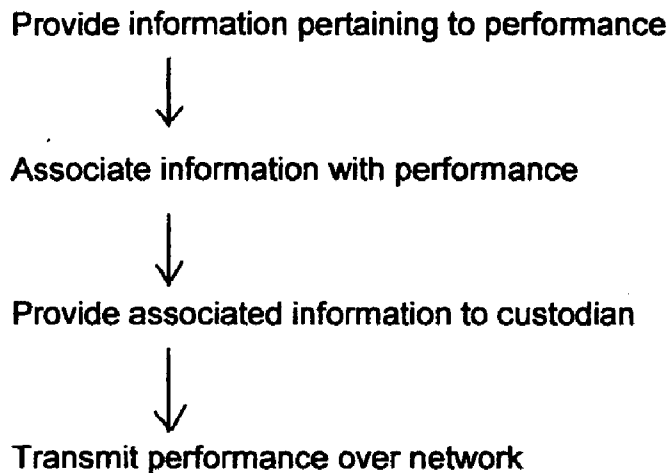 Provide information pertaining to performance
Associate information with performance
Provide associated information to custodian
Transmit performance over network